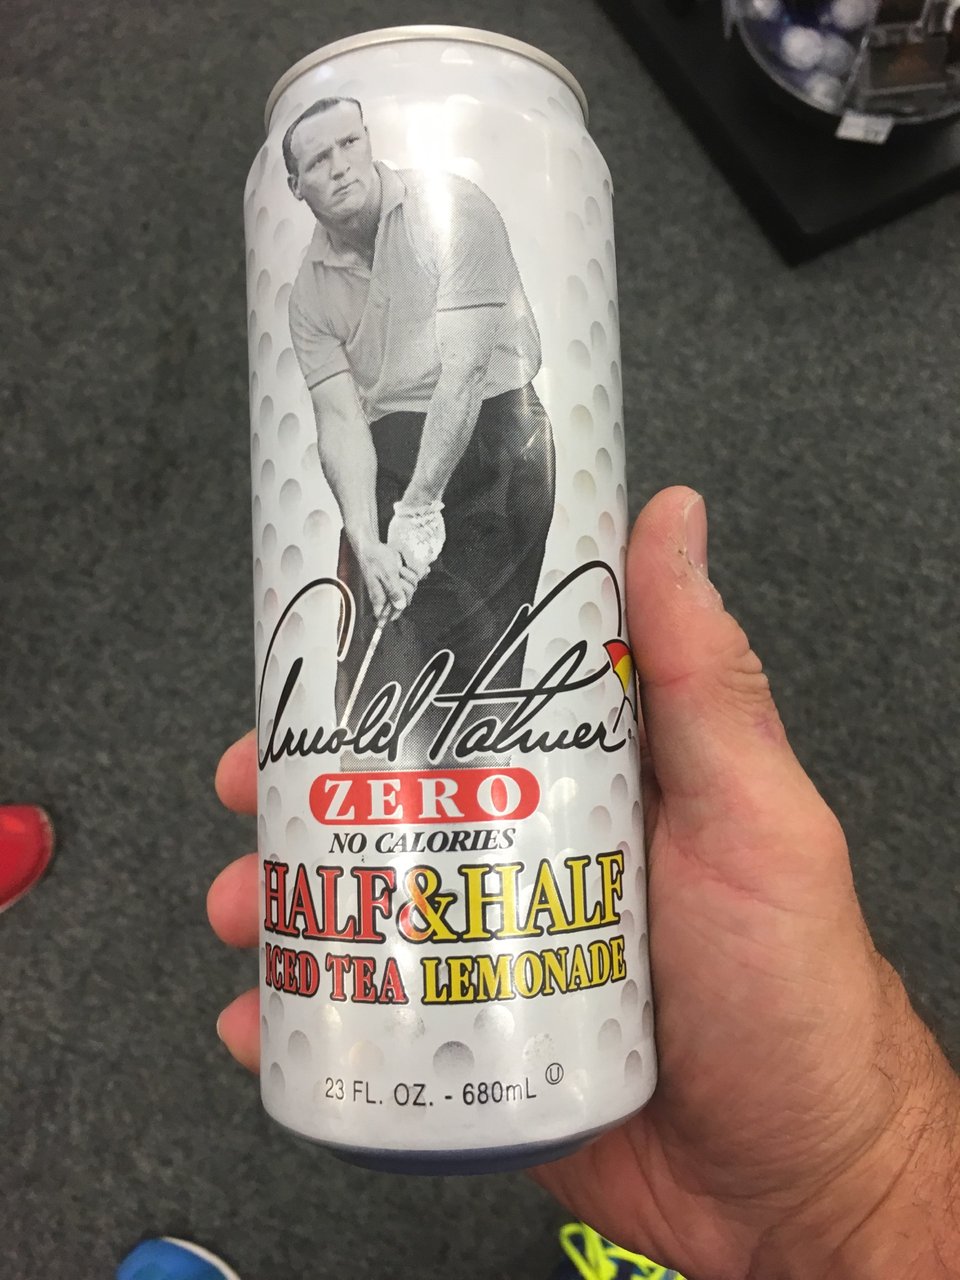 Arnold Palmer
ZERO
NO CALORIES
HALF & HALF
ICED TEA LEMONADE
23 FL. OZ. - 680mL Ⓤ